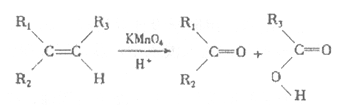 R₁ R₃ R₁ R₃
C=C KMnO₄ C=O + C=O
R₂ H H⁺ R₂ O
H